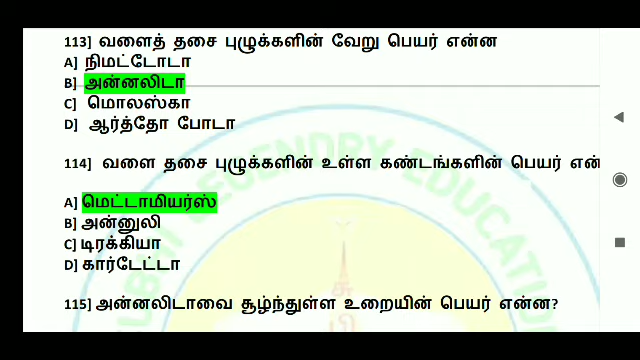 113] வளைத் தசை புழுக்களின் வேறு பெயர் என்ன
A] நிமட்டோடா
B] அன்னலிடா
C] மொலஸ்கா
D] ஆர்த்தோ போடா
114] வளை தசை புழுக்களின் உள்ள கண்டங்களின் பெயர் என்
A] மெட்டாமியர்ஸ்
B] அன்னுலி
C] டிரக்கியா
D] கார்டேட்டா
115] அன்னலிடாவை சூழ்ந்துள்ள உறையின் பெயர் என்ன?